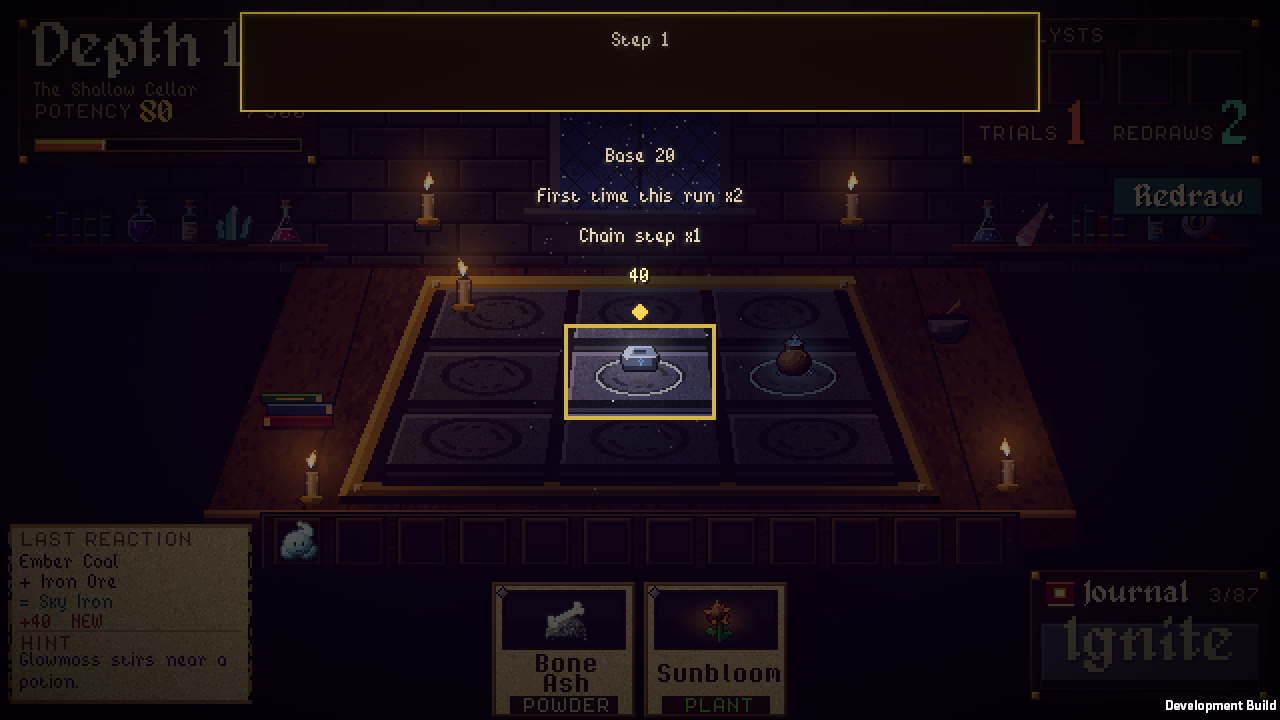 Step 1
Depth 1
The Shallow Cellar
POTENCY 80
LYSTS
TRIALS 1 REDRAWS 2
Redraw
Base 20
First time this run x2
Chain step x1
40
LAST REACTION
Ember Coal
+ Iron Ore
= Sky Iron
+40 NEW
HINT
Glowmoss stirs near a
potion.
Bone
Ash
POWDER
Sunbloom
PLANT
Journal 3/87
Ignite
Development Build